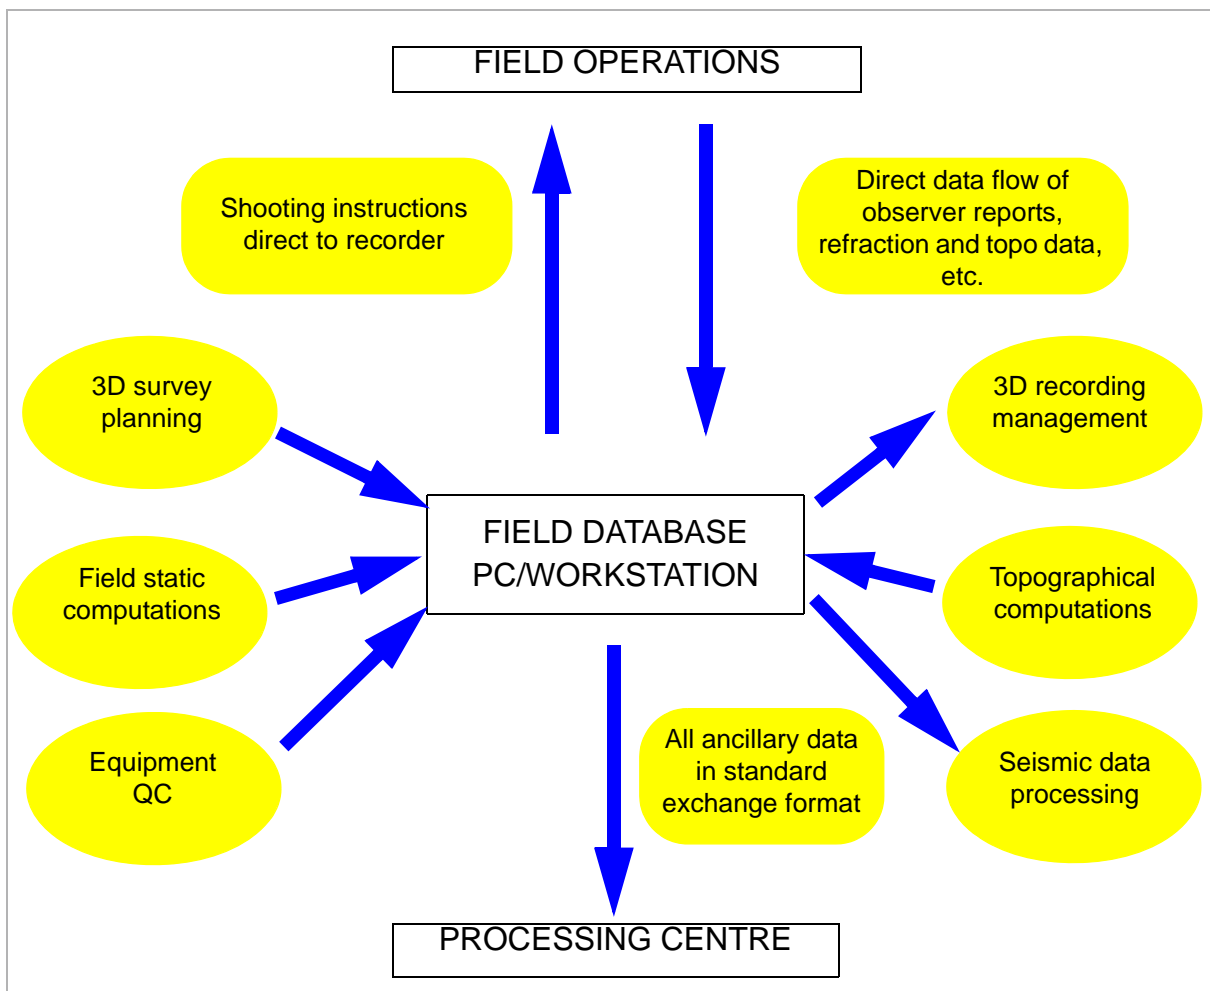 FIELD OPERATIONS
Shooting instructions
direct to recorder
Direct data flow of
observer reports,
refraction and topo data,
etc.
3D survey
planning
3D recording
management
FIELD DATABASE
PC/WORKSTATION
Field static
computations
Topographical
computations
Equipment
QC
All ancillary data
in standard
exchange format
Seismic data
processing
PROCESSING CENTRE